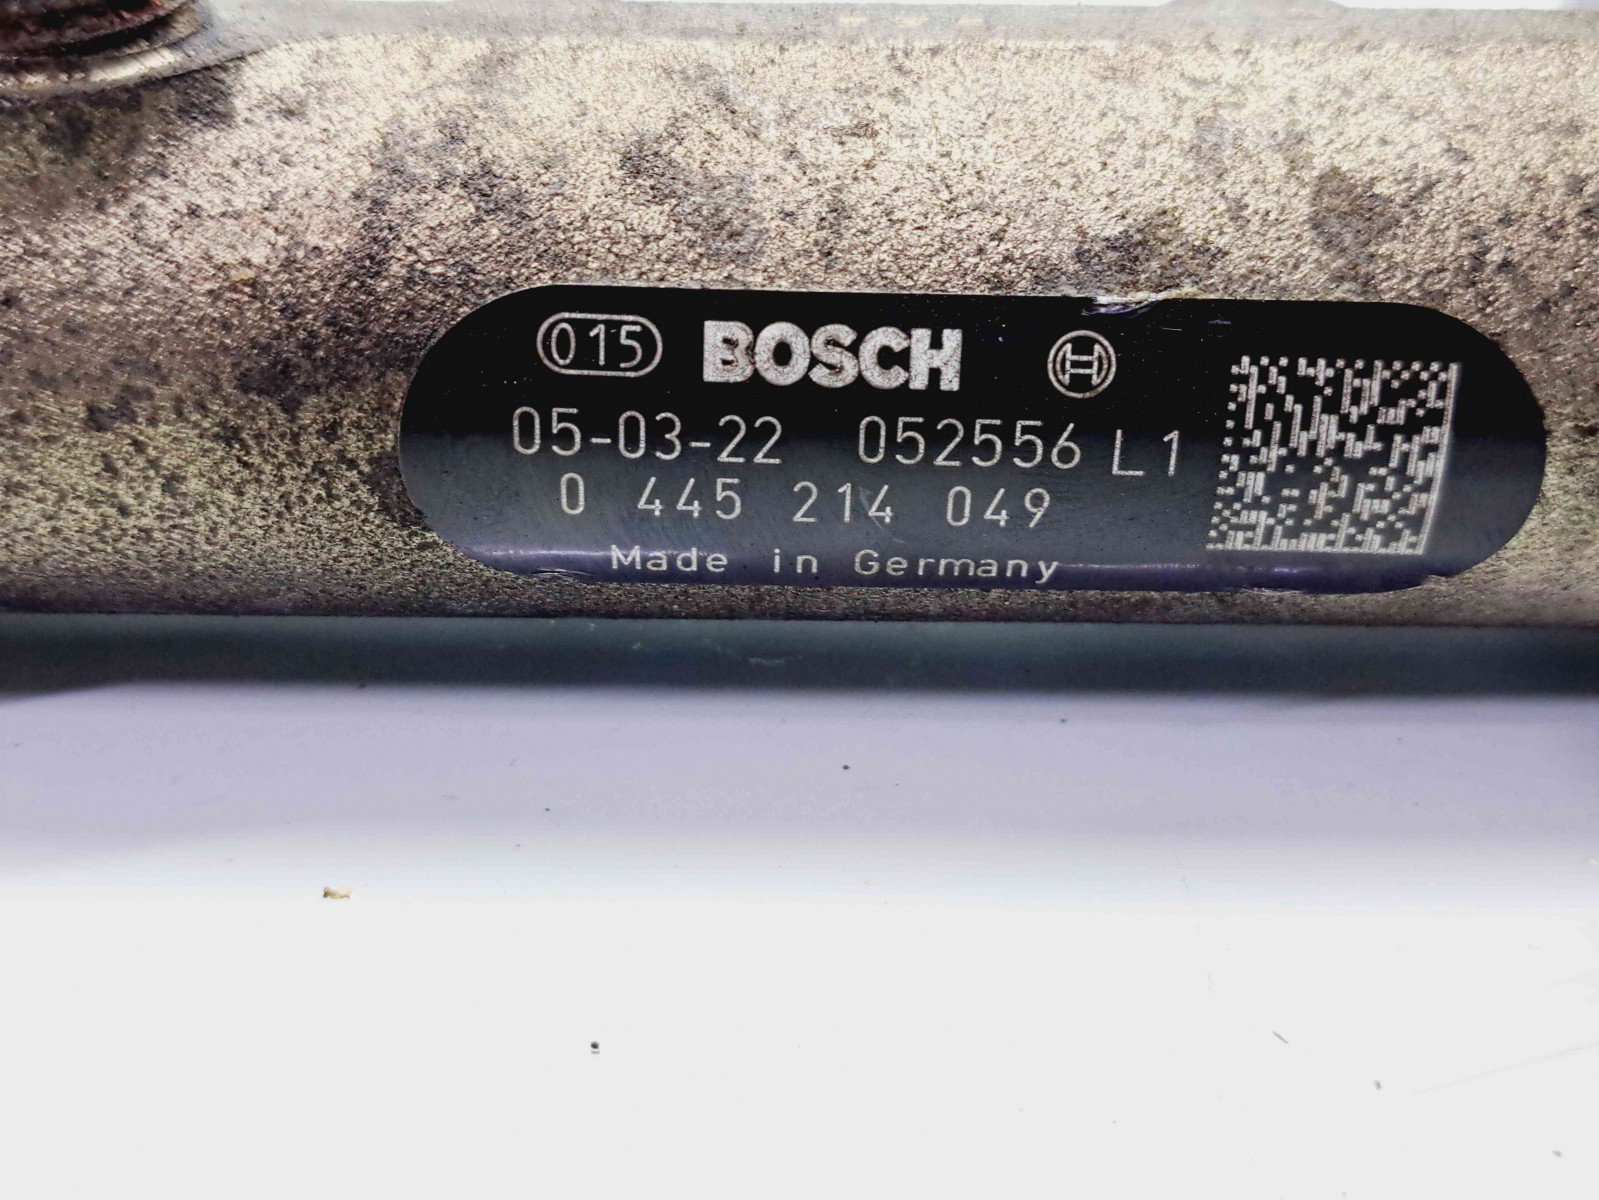 015 BOSCH
05-03-22 052556 L1
0 445 214 049
Made in Germany